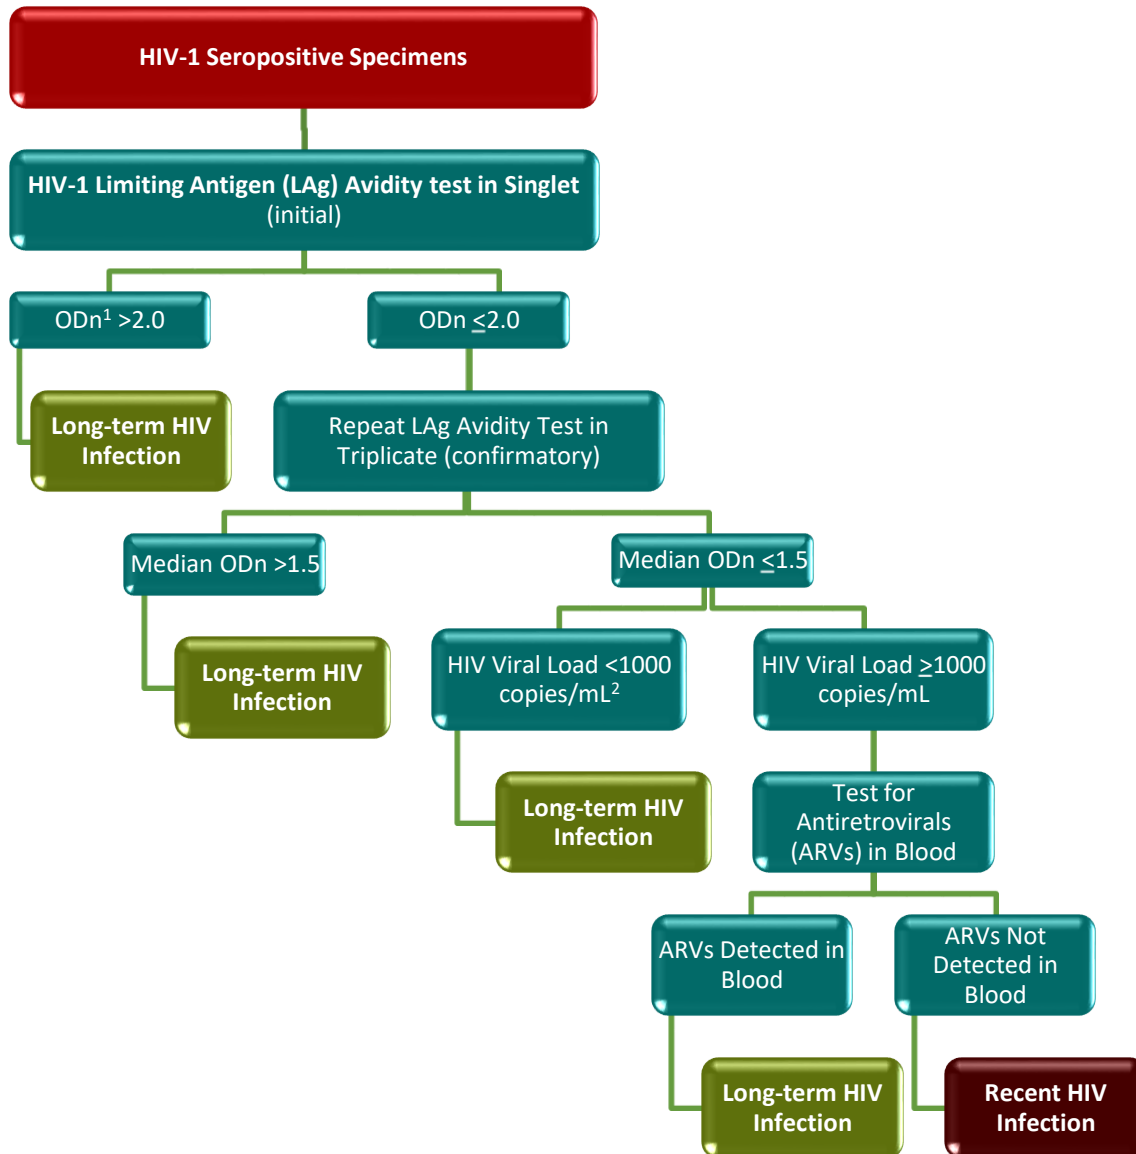 HIV-1 Seropositive Specimens
HIV-1 Limiting Antigen (LAg) Avidity test in Singlet
(initial)
ODn¹ >2.0
ODn ≤2.0
Long-term HIV
Infection
Repeat LAg Avidity Test in
Triplicate (confirmatory)
Median ODn >1.5
Median ODn ≤1.5
Long-term HIV
Infection
HIV Viral Load <1000
copies/mL²
HIV Viral Load ≥1000
copies/mL
Long-term HIV
Infection
Test for
Antiretrovirals
(ARVs) in Blood
ARVs Detected in
Blood
ARVs Not
Detected in
Blood
Long-term HIV
Infection
Recent HIV
Infection